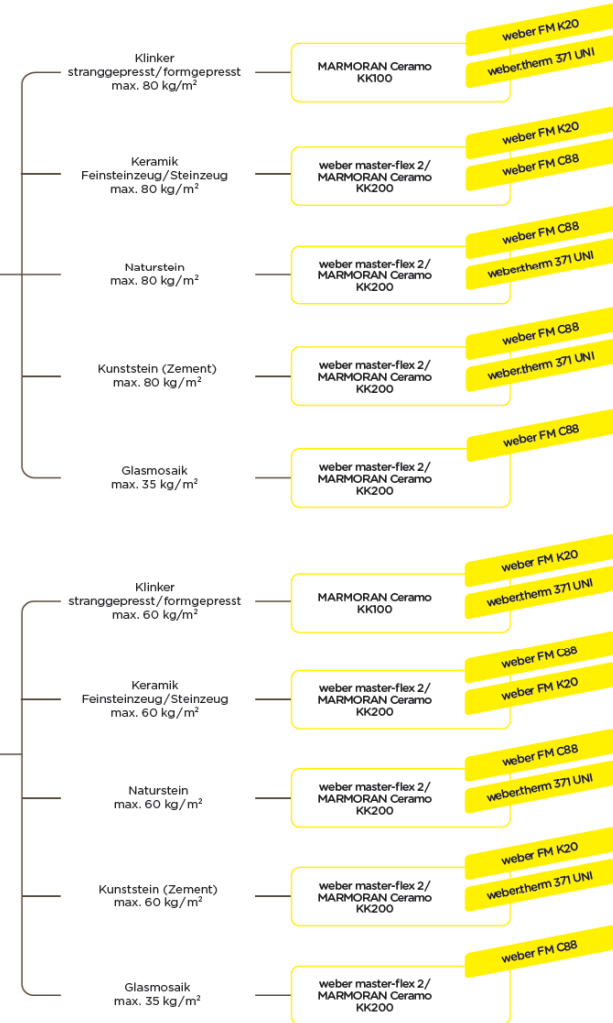 Klinker
stranggepresst/formgepresst
max. 80 kg/m²
MARMORAN Ceramo
KK100
weber FM K20
weber.therm 371 UNI
Keramik
Feinsteinzeug/Steinzeug
max. 80 kg/m²
weber master-flex 2/
MARMORAN Ceramo
KK200
weber FM K20
weber FM C88
Naturstein
max. 80 kg/m²
weber master-flex 2/
MARMORAN Ceramo
KK200
weber FM C88
weber.therm 371 UNI
Kunststein (Zement)
max. 80 kg/m²
weber master-flex 2/
MARMORAN Ceramo
KK200
weber FM C88
weber.therm 371 UNI
Glasmosaik
max. 35 kg/m²
weber master-flex 2/
MARMORAN Ceramo
KK200
weber FM C88
Klinker
stranggepresst/formgepresst
max. 60 kg/m²
MARMORAN Ceramo
KK100
weber FM K20
weber.therm 371 UNI
Keramik
Feinsteinzeug/Steinzeug
max. 60 kg/m²
weber master-flex 2/
MARMORAN Ceramo
KK200
weber FM C88
weber FM K20
Naturstein
max. 60 kg/m²
weber master-flex 2/
MARMORAN Ceramo
KK200
weber FM C88
weber.therm 371 UNI
Kunststein (Zement)
max. 60 kg/m²
weber master-flex 2/
MARMORAN Ceramo
KK200
weber FM K20
weber.therm 371 UNI
Glasmosaik
max. 35 kg/m²
weber master-flex 2/
MARMORAN Ceramo
KK200
weber FM C88